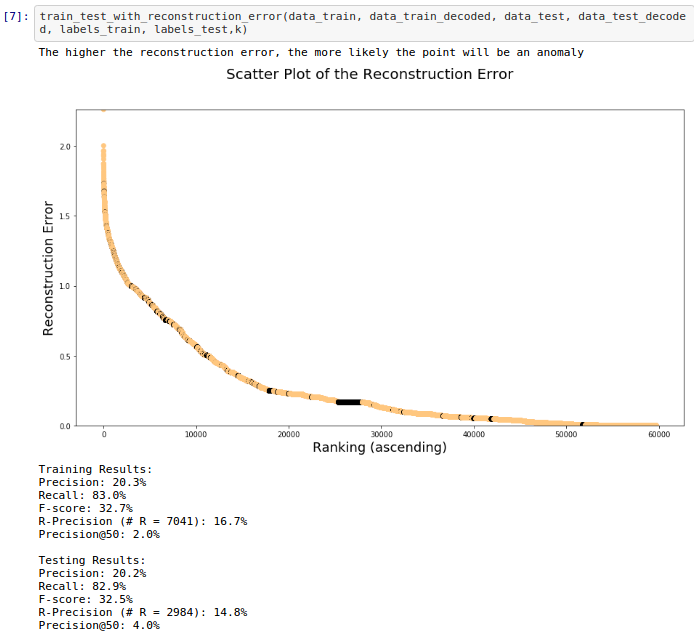 [7]: train_test_with_reconstruction_error(data_train, data_train_decoded, data_test, data_test_decode
d, labels_train, labels_test,k)
The higher the reconstruction error, the more likely the point will be an anomaly
Scatter Plot of the Reconstruction Error
2.0
1.5
1.0
0.5
0.0
Reconstruction Error
0 10000 20000 30000 40000 50000 60000
Ranking (ascending)
Training Results:
Precision: 20.3%
Recall: 83.0%
F-score: 32.7%
R-Precision (# R = 7041): 16.7%
Precision@50: 2.0%
Testing Results:
Precision: 20.2%
Recall: 82.9%
F-score: 32.5%
R-Precision (# R = 2984): 14.8%
Precision@50: 4.0%